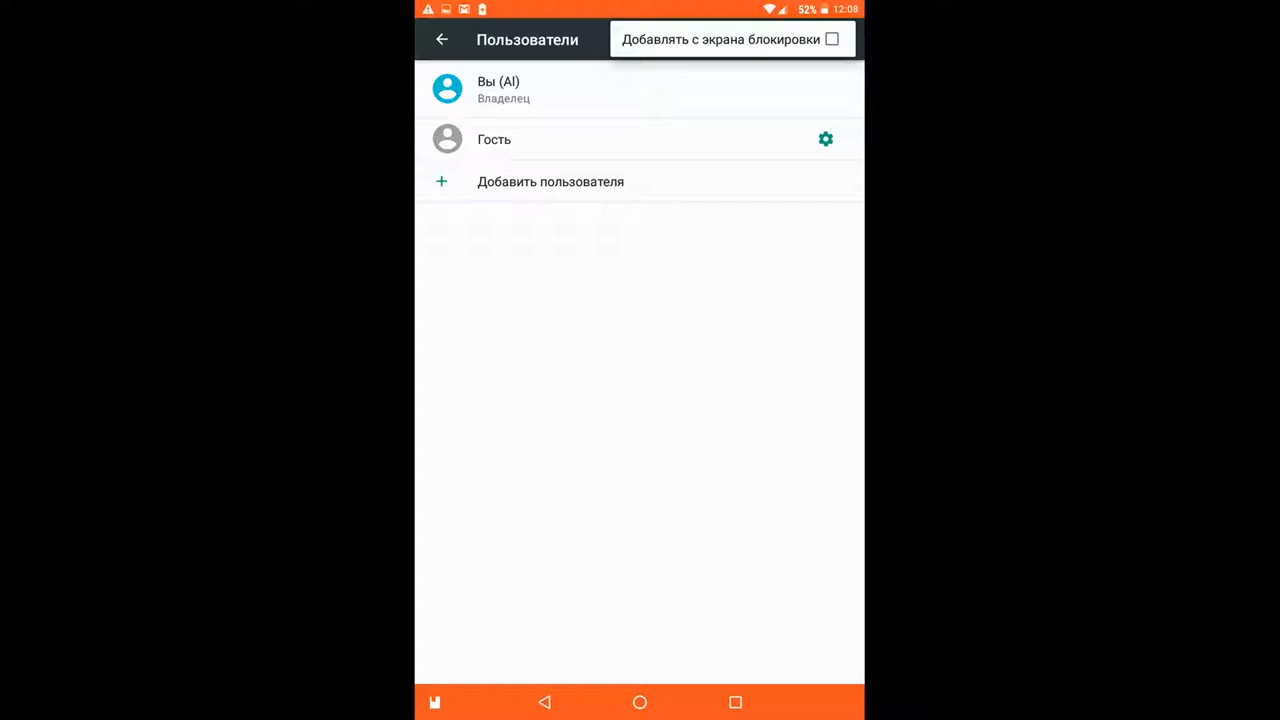 52% 12:08
Пользователи
Добавлять с экрана блокировки
Вы (Al)
Владелец
Гость
Добавить пользователя